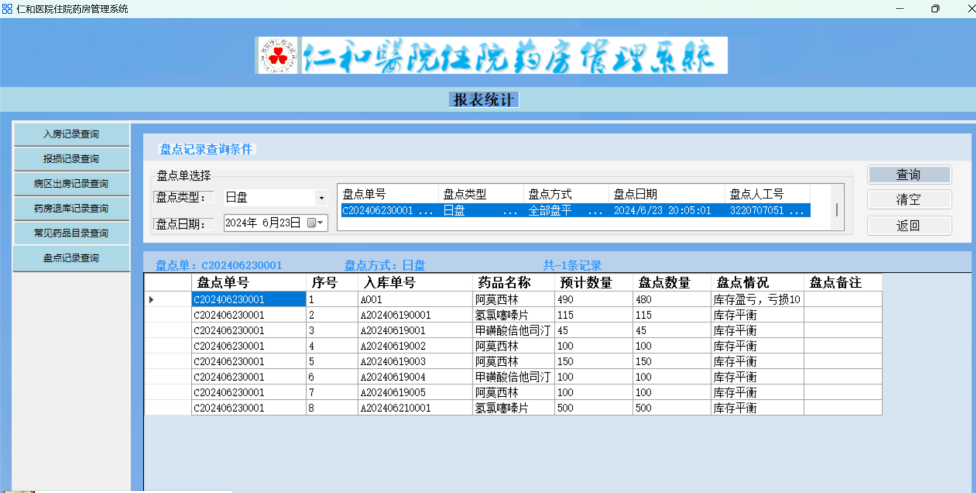 仁和医院住院药房管理系统
仁和醫院住院药房管理系統
报表统计
入房记录查询
报损记录查询
病区出房记录查询
药房退库记录查询
常见药品目录查询
盘点记录查询
盘点记录查询条件
盘点单选择
盘点类型： 日盘
盘点日期： 2024年 6月23日
盘点单号 盘点类型 盘点方式 盘点日期 盘点人工号
C202406230001 ... 日盘 ... 全部盘平 ... 2024/6/23 20:05:01 3220707051 ...
查询
清空
返回
盘点单：C202406230001 盘点方式：日盘 共-1条记录
盘点单号 序号 入库单号 药品名称 预计数量 盘点数量 盘点情况 盘点备注
C202406230001 1 A001 阿莫西林 490 480 库存盈亏，亏损10
C202406230001 2 A202406190001 氢氯噻嗪片 115 115 库存平衡
C202406230001 3 A20240619001 甲磺酸倍他司汀 45 45 库存平衡
C202406230001 4 A20240619002 阿莫西林 100 100 库存平衡
C202406230001 5 A20240619003 阿莫西林 150 150 库存平衡
C202406230001 6 A20240619004 甲磺酸倍他司汀 100 100 库存平衡
C202406230001 7 A20240619005 阿莫西林 100 100 库存平衡
C202406230001 8 A202406210001 氢氯噻嗪片 500 500 库存平衡